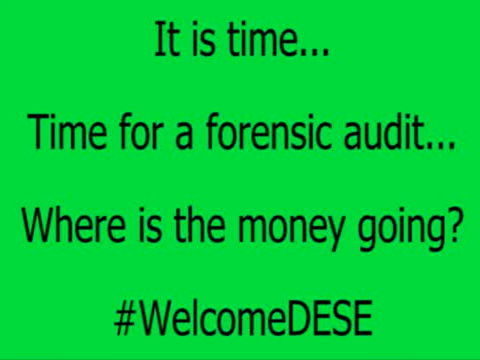 It is time...
Time for a forensic audit...
Where is the money going?
#WelcomeDESE